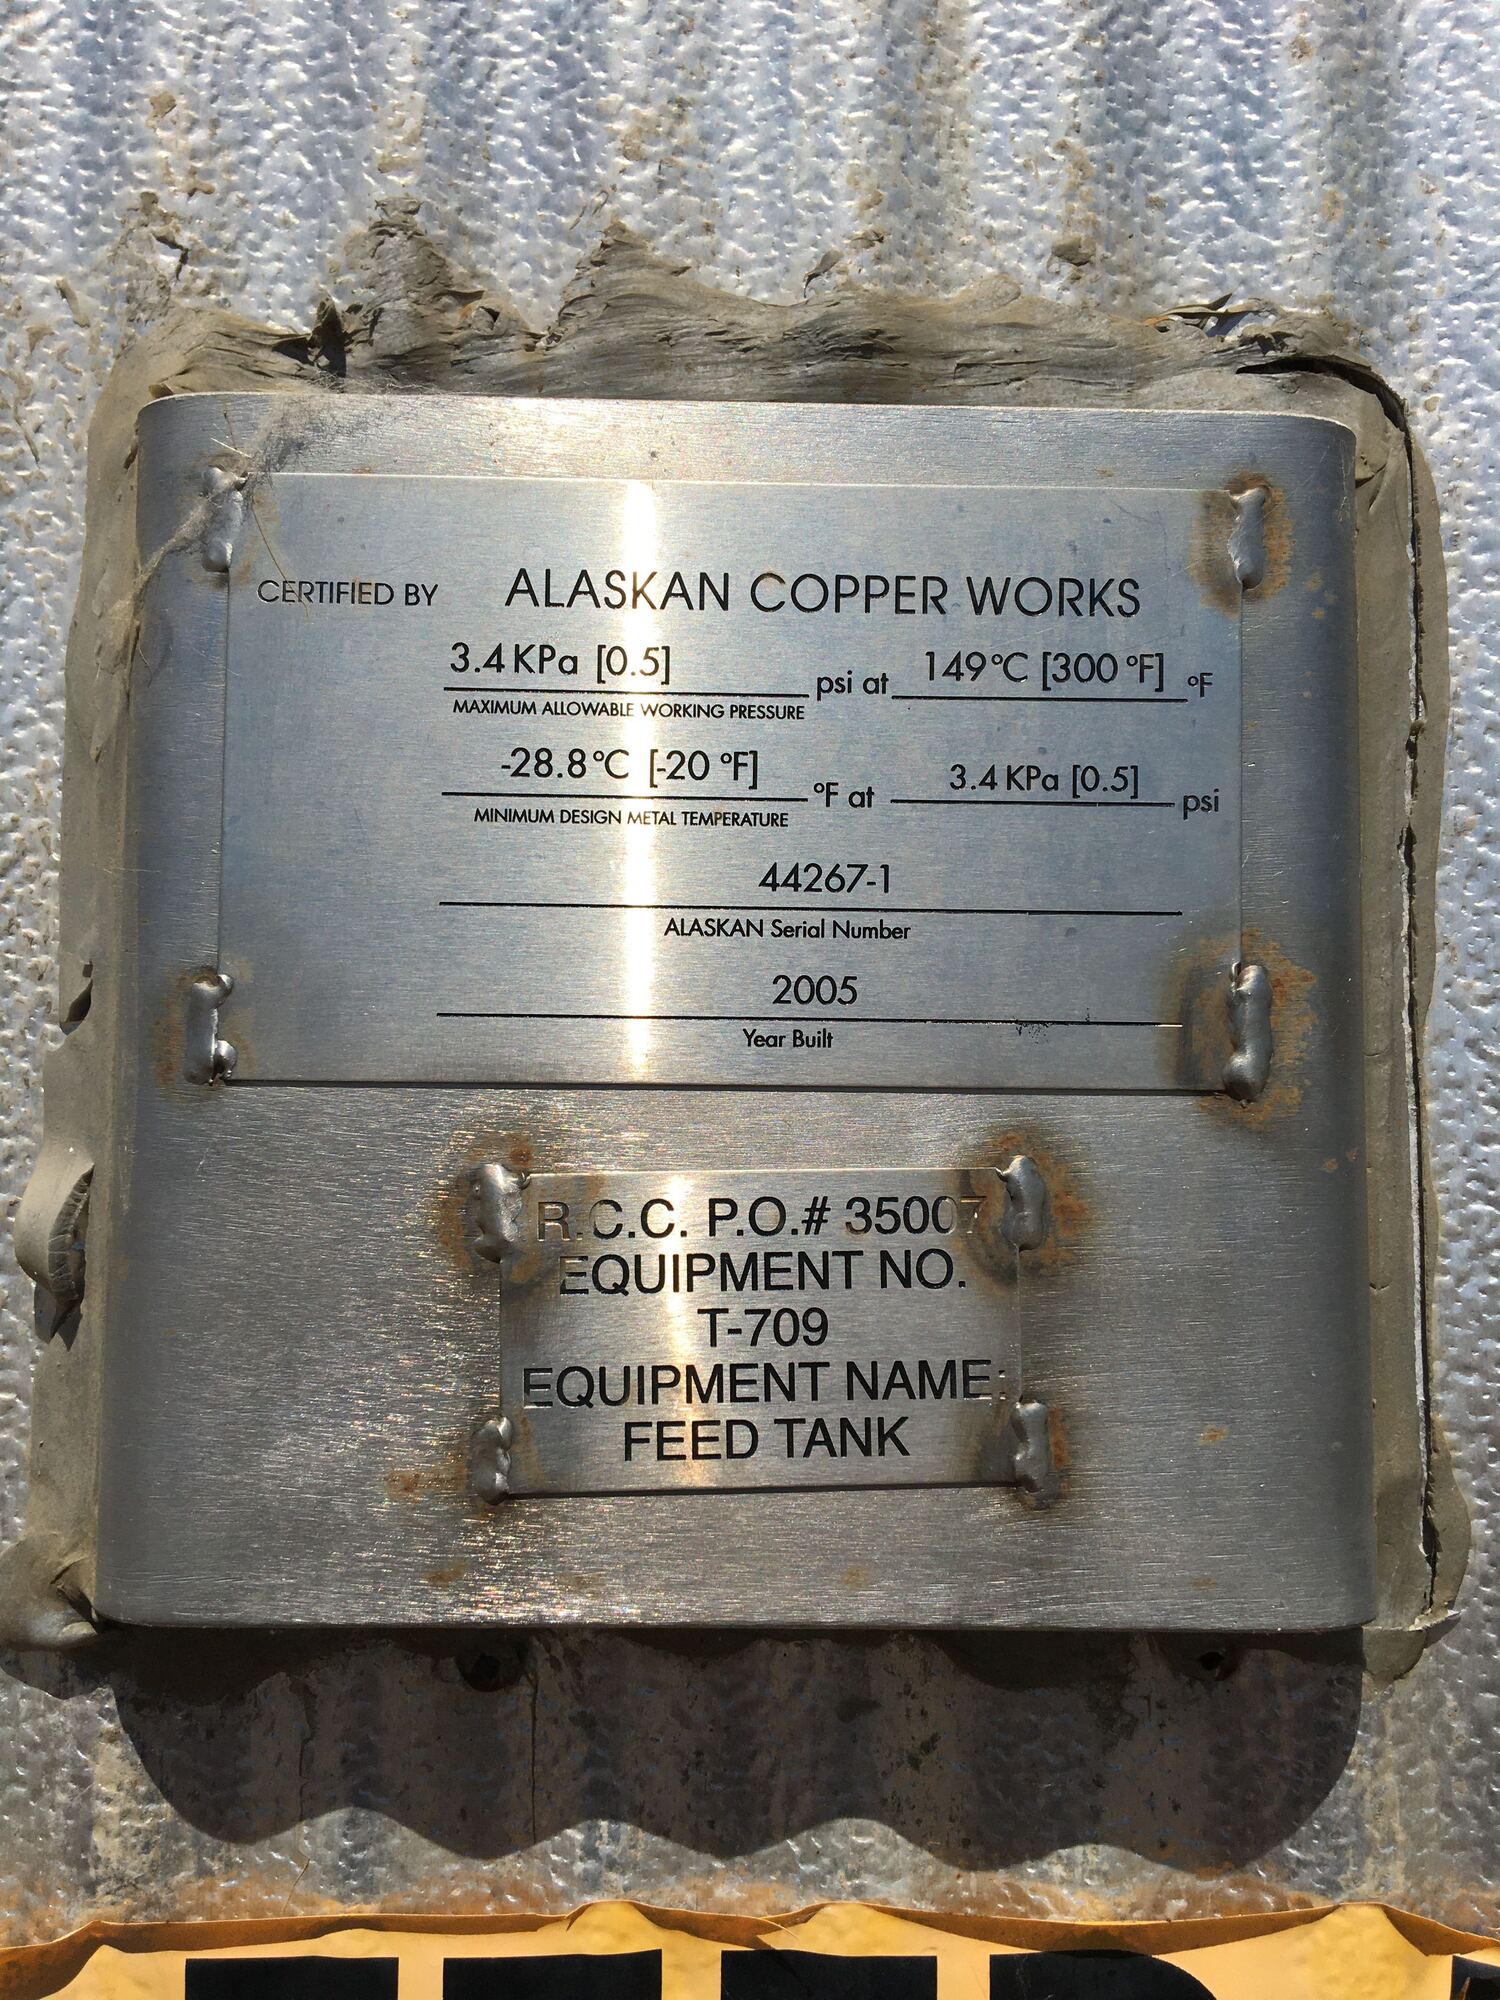 CERTIFIED BY ALASKAN COPPER WORKS
3.4 KPa [0.5] psi at 149°C [300 °F] °F
MAXIMUM ALLOWABLE WORKING PRESSURE
-28.8°C [-20 °F] °F at 3.4 KPa [0.5] psi
MINIMUM DESIGN METAL TEMPERATURE
44267-1
ALASKAN Serial Number
2005
Year Built
R.C.C. P.O.# 35007
EQUIPMENT NO.
T-709
EQUIPMENT NAME:
FEED TANK